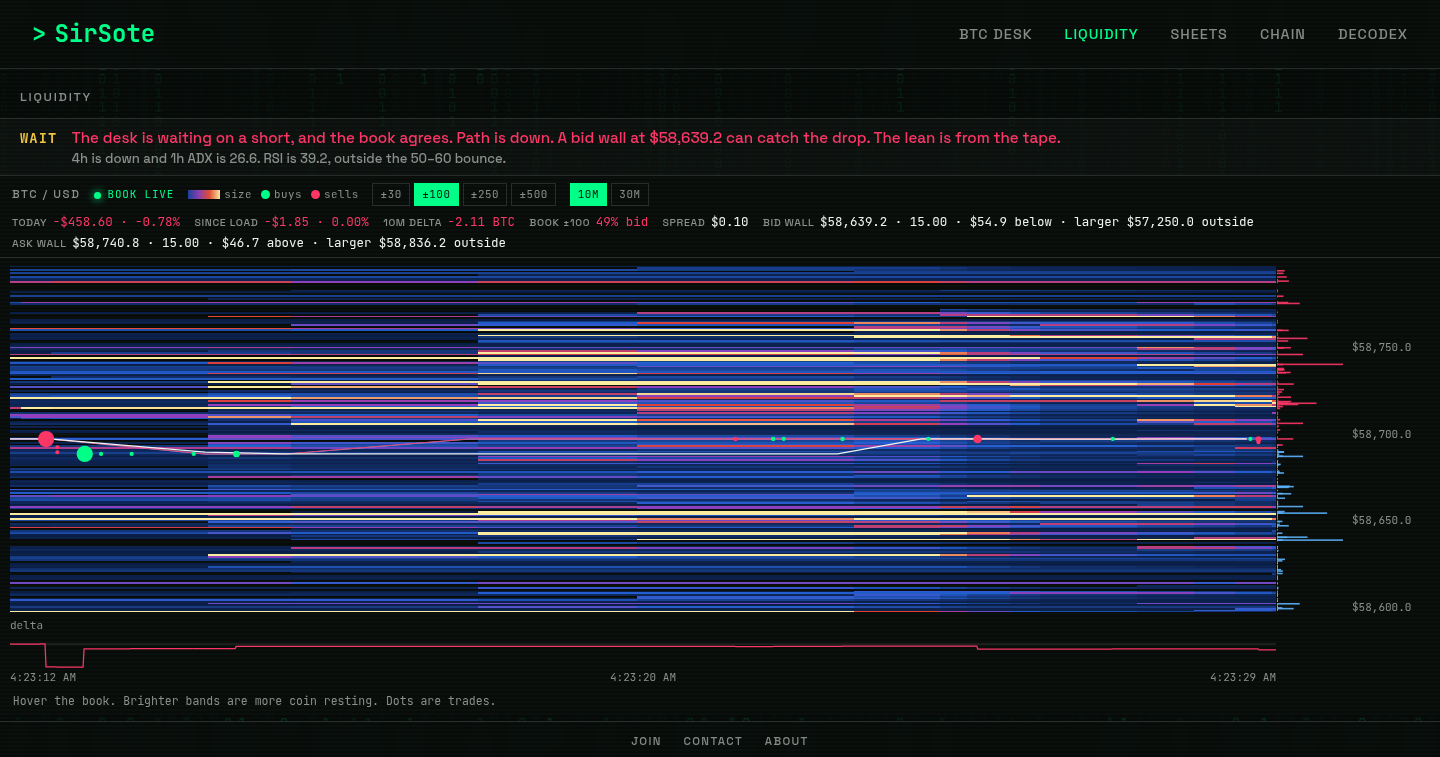 > SirSote
BTC DESK LIQUIDITY SHEETS CHAIN DECODEX
LIQUIDITY
WAIT The desk is waiting on a short, and the book agrees. Path is down. A bid wall at $58,639.2 can catch the drop. The lean is from the tape.
4h is down and 1h ADX is 26.6. RSI is 39.2, outside the 50–60 bounce.
BTC / USD BOOK LIVE size buys sells ±30 ±100 ±250 ±500 10M 30M
TODAY -$458.60 · -0.78% SINCE LOAD -$1.85 · 0.00% 10M DELTA -2.11 BTC BOOK ±100 49% bid SPREAD $0.10 BID WALL $58,639.2 · 15.00 · $54.9 below · larger $57,250.0 outside
ASK WALL $58,740.8 · 15.00 · $46.7 above · larger $58,836.2 outside
$58,750.0
$58,700.0
$58,650.0
$58,600.0
delta
4:23:12 AM 4:23:20 AM 4:23:29 AM
Hover the book. Brighter bands are more coin resting. Dots are trades.
JOIN CONTACT ABOUT